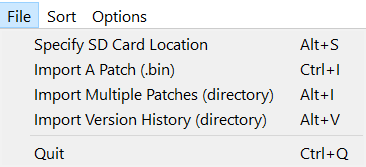 File Sort Options
Specify SD Card Location Alt+S
Import A Patch (.bin) Ctrl+I
Import Multiple Patches (directory) Alt+I
Import Version History (directory) Alt+V
Quit Ctrl+Q